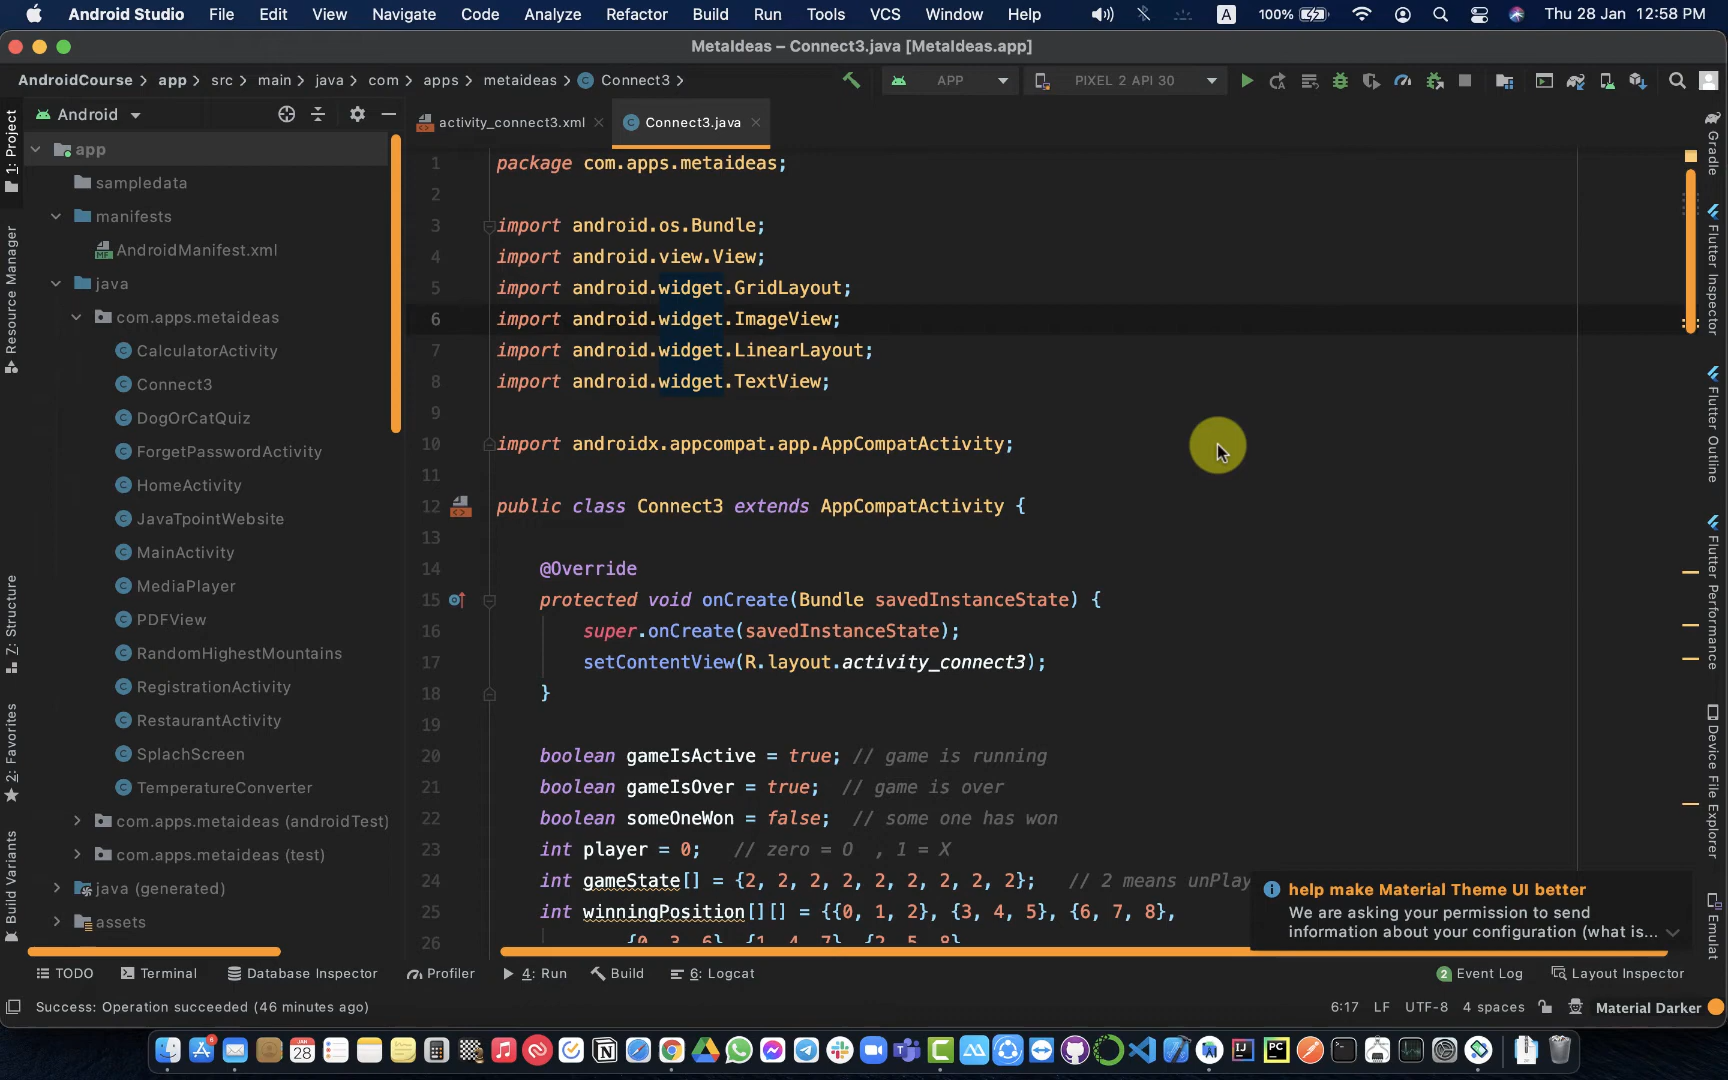 Android Studio File Edit View Navigate Code Analyze Refactor Build Run Tools VCS Window Help A 100% Thu 28 Jan 12:58 PM
MetaIdeas – Connect3.java [MetaIdeas.app]
AndroidCourse app src main java com apps metaideas Connect3 APP PIXEL 2 API 30
Android
activity_connect3.xml Connect3.java
1: Project
Resource Manager
7: Structure
2: Favorites
Build Variants
app
sampledata
manifests
AndroidManifest.xml
java
com.apps.metaideas
CalculatorActivity
Connect3
DogOrCatQuiz
ForgetPasswordActivity
HomeActivity
JavaTpointWebsite
MainActivity
MediaPlayer
PDFView
RandomHighestMountains
RegistrationActivity
RestaurantActivity
SplachScreen
TemperatureConverter
com.apps.metaideas (androidTest)
com.apps.metaideas (test)
java (generated)
assets
1 package com.apps.metaideas;
2
3 import android.os.Bundle;
4 import android.view.View;
5 import android.widget.GridLayout;
6 import android.widget.ImageView;
7 import android.widget.LinearLayout;
8 import android.widget.TextView;
9
10 import androidx.appcompat.app.AppCompatActivity;
11
12 public class Connect3 extends AppCompatActivity {
13
14 @Override
15 protected void onCreate(Bundle savedInstanceState) {
16 super.onCreate(savedInstanceState);
17 setContentView(R.layout.activity_connect3);
18 }
19
20 boolean gameIsActive = true; // game is running
21 boolean gameIsOver = true; // game is over
22 boolean someOneWon = false; // some one has won
23 int player = 0; // zero = O , 1 = X
24 int gameState[] = {2, 2, 2, 2, 2, 2, 2, 2, 2}; // 2 means unPlay
25 int winningPosition[][] = {{0, 1, 2}, {3, 4, 5}, {6, 7, 8},
26 {0, 3, 6}, {1, 4, 7}, {2, 5, 8}
help make Material Theme UI better
We are asking your permission to send
information about your configuration (what is...
Gradle
Flutter Inspector
Flutter Outline
Flutter Performance
Device File Explorer
Emulat
TODO Terminal Database Inspector Profiler 4: Run Build 6: Logcat 2 Event Log Layout Inspector
Success: Operation succeeded (46 minutes ago) 6:17 LF UTF-8 4 spaces Material Darker